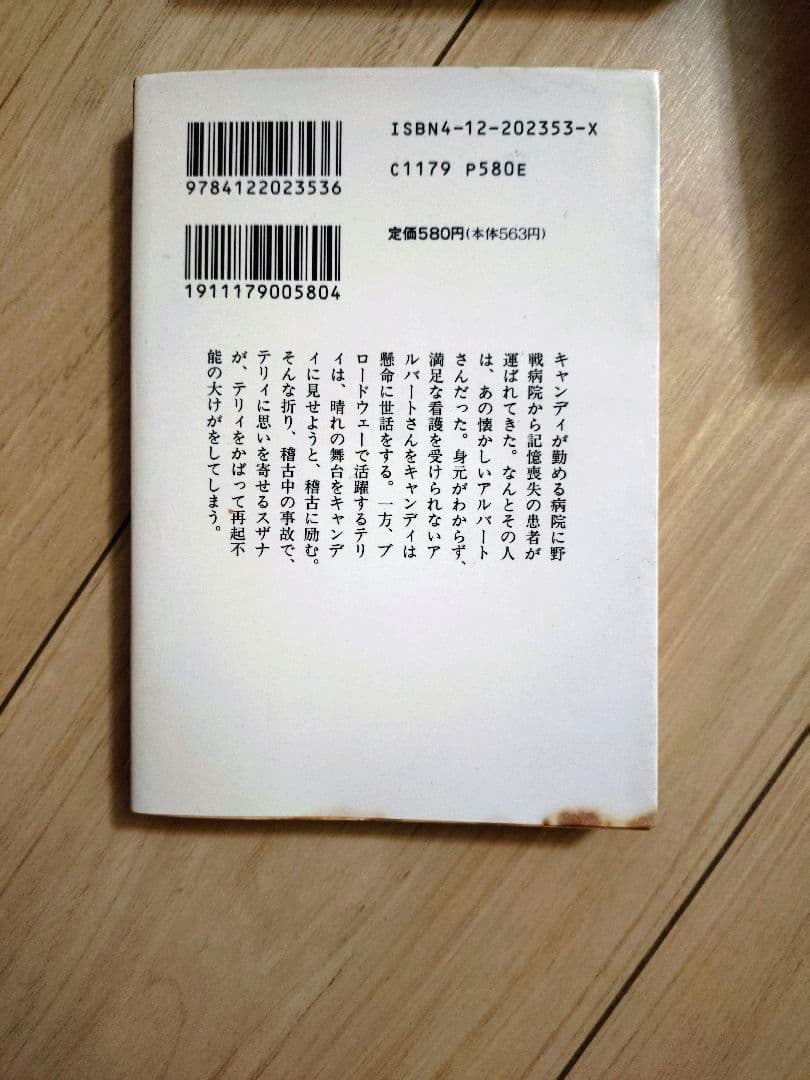 ISBN4-12-202353-X
9784122023536
C1179 P580E
定価580円(本体563円)
1911179005804
キャンディが勤める病院に野
戦病院から記憶喪失の患者が
運ばれてきた。なんとその人
は、あの懐かしいアルバート
さんだった。身元がわからず、
満足な看護を受けられないア
ルバートさんをキャンディは
懸命に世話をする。一方、ブ
ロードウェーで活躍するテリ
ィは、晴れの舞台をキャンデ
ィに見せようと、稽古に励む。
そんな折り、稽古中の事故で、
テリィに思いを寄せるスザナ
が、テリィをかばって再起不
能の大けがをしてしまう。